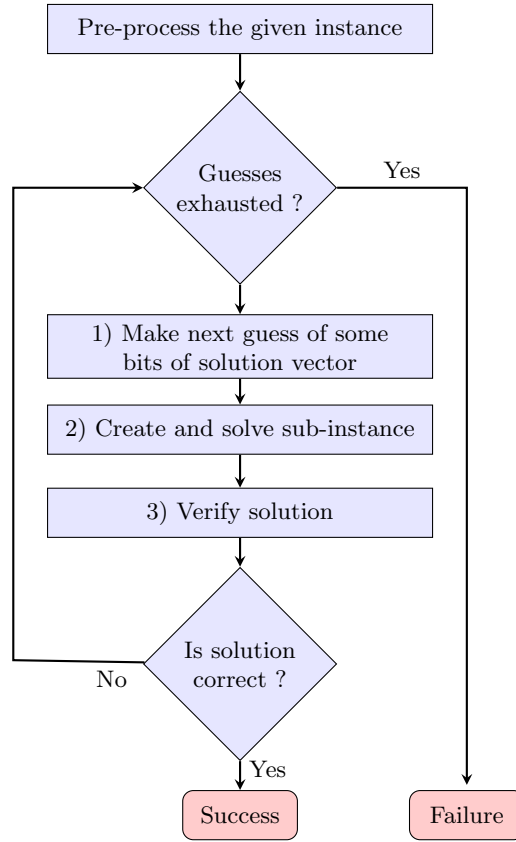 Pre-process the given instance
Guesses
exhausted ?
Yes
1) Make next guess of some
bits of solution vector
2) Create and solve sub-instance
3) Verify solution
Is solution
correct ?
No
Yes
Success
Failure